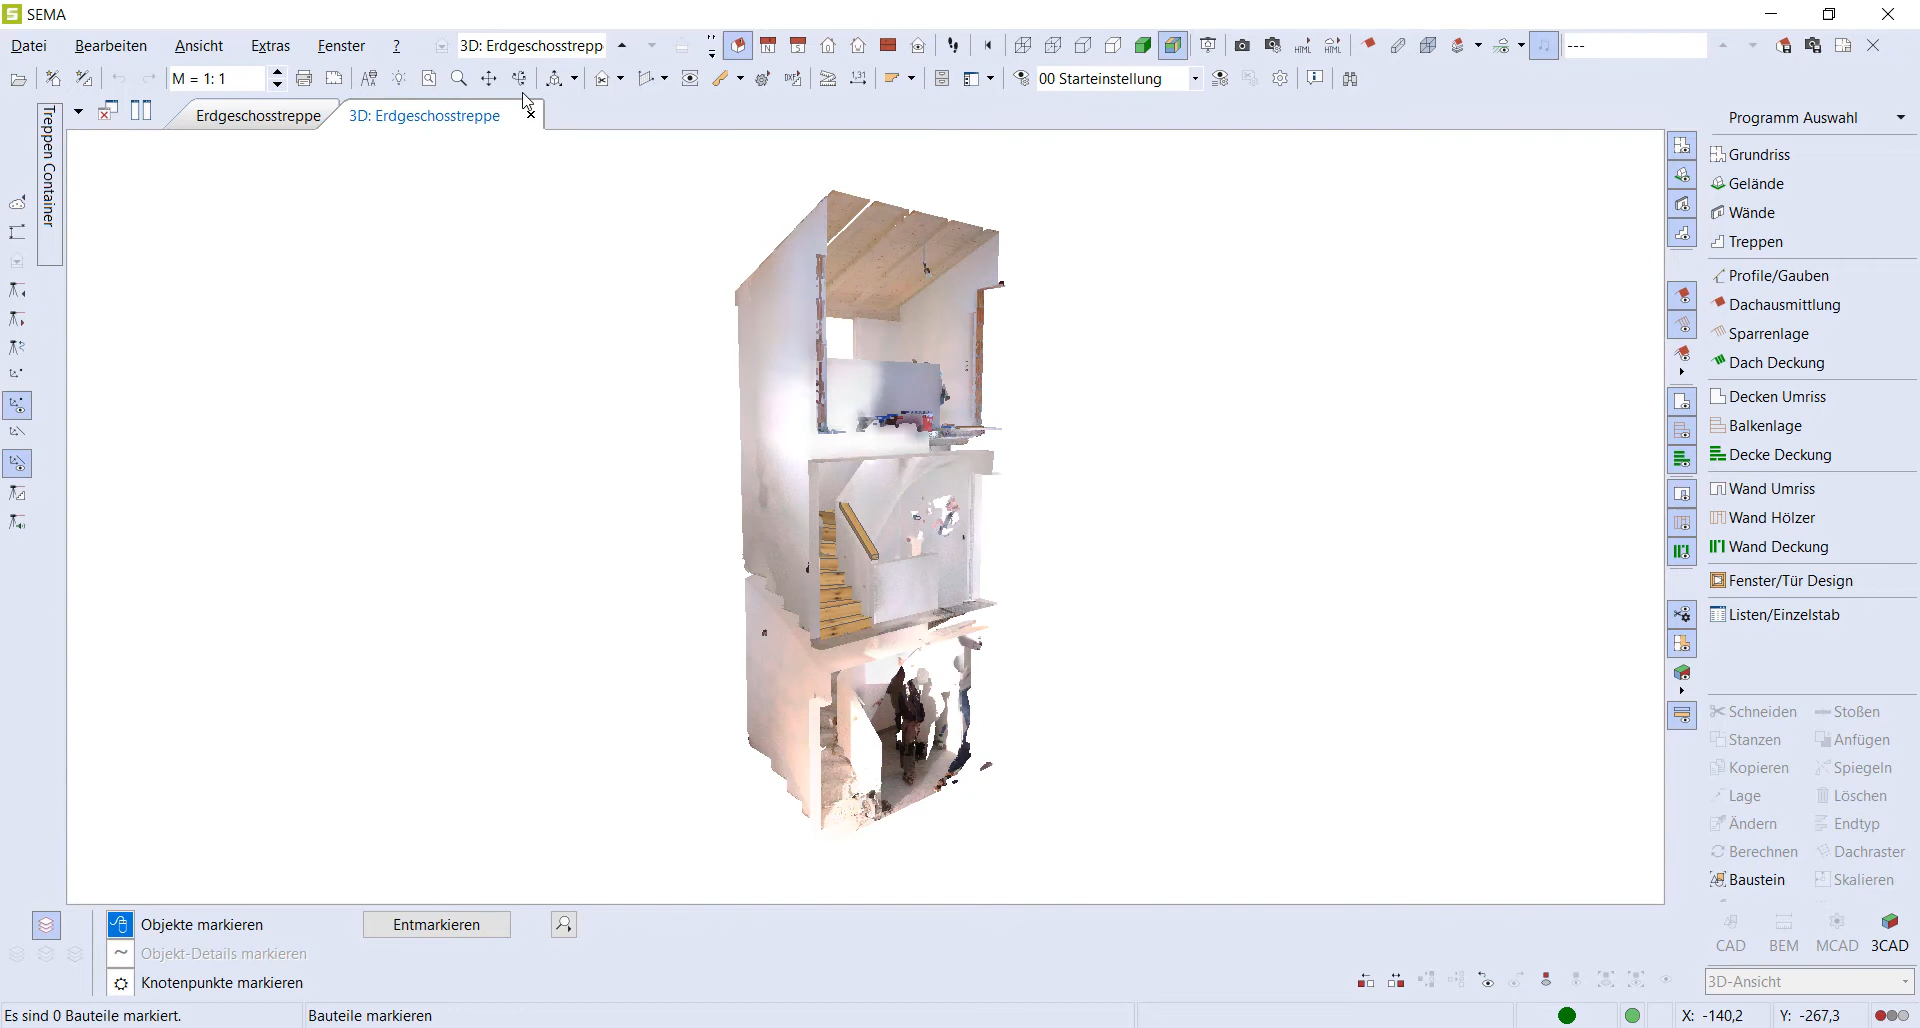 SEMA
Datei Bearbeiten Ansicht Extras Fenster ? 3D: Erdgeschosstrepp ---
M = 1: 1 00 Starteinstellung
Treppen Container
Erdgeschosstreppe 3D: Erdgeschosstreppe
Programm Auswahl
Grundriss
Gelände
Wände
Treppen
Profile/Gauben
Dachausmittlung
Sparrenlage
Dach Deckung
Decken Umriss
Balkenlage
Decke Deckung
Wand Umriss
Wand Hölzer
Wand Deckung
Fenster/Tür Design
Listen/Einzelstab
Schneiden Stoßen
Stanzen Anfügen
Kopieren Spiegeln
Lage Löschen
Ändern Endtyp
Berechnen Dachraster
Baustein Skalieren
CAD BEM MCAD 3CAD
3D-Ansicht
Objekte markieren Entmarkieren
Objekt-Details markieren
Knotenpunkte markieren
Es sind 0 Bauteile markiert. Bauteile markieren X: -140,2 Y: -267,3